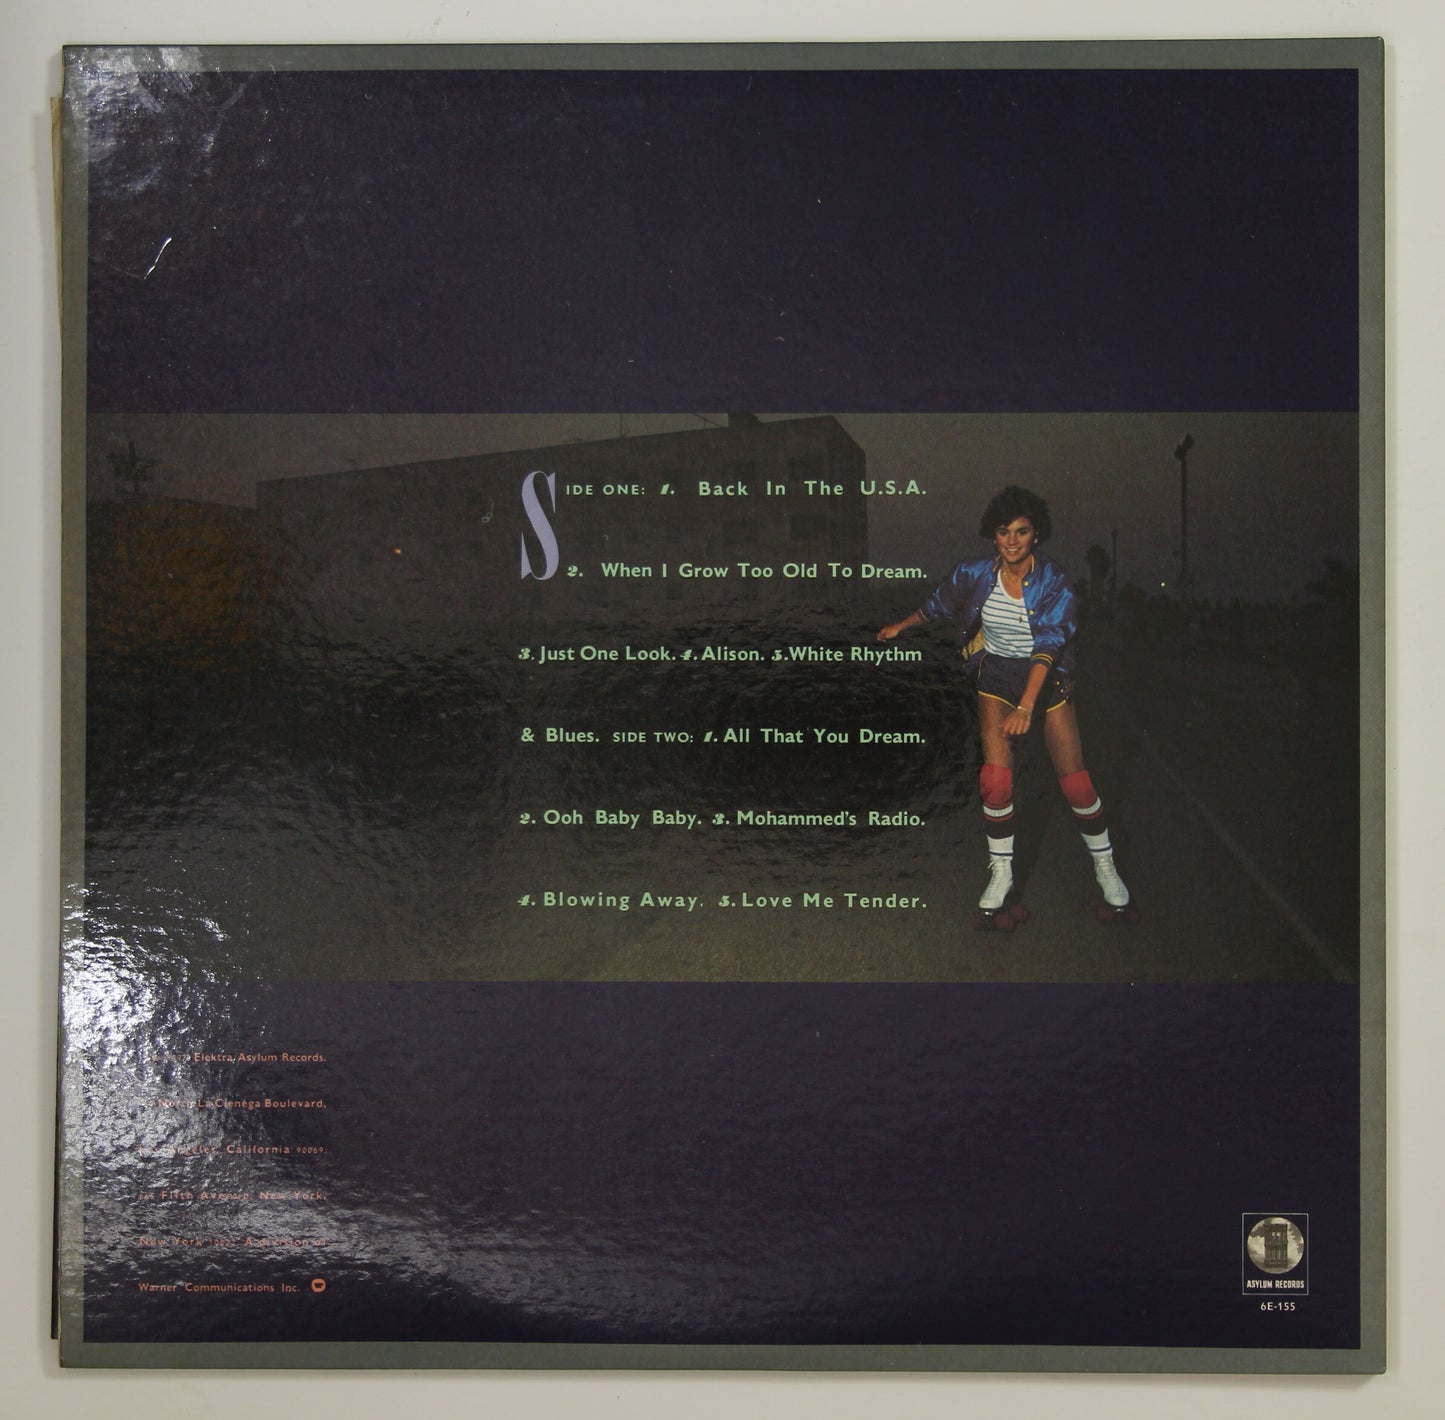 SIDE ONE: 1. Back In The U.S.A.
2. When I Grow Too Old To Dream.
3. Just One Look. 4. Alison. 5. White Rhythm
& Blues. SIDE TWO: 1. All That You Dream.
2. Ooh Baby Baby. 3. Mohammed's Radio.
4. Blowing Away. 5. Love Me Tender.
Elektra/Asylum Records.
La Cienega Boulevard,
California 90069.
Fifth Avenue, New York,
New York
Warner Communications Inc.
ASYLUM RECORDS
6E-155